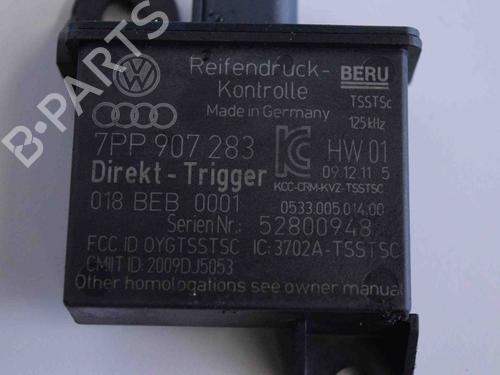 B-PARTS
Reifendruck-
Kontrolle
BERU
Made in Germany
TSSTSc
125kHz
7PP 907 283
KC
HW 01
Direkt - Trigger
09.12.11 5
KCC-CRM-KVZ-TSSTSC
018 BEB 0001
0533.005.014.00
Serien Nr.: 52800948
FCC ID OYGTSSTSC IC: 3702A-TSSTSC
CMIIT ID: 2009DJ5053
Other homologations see owner manual